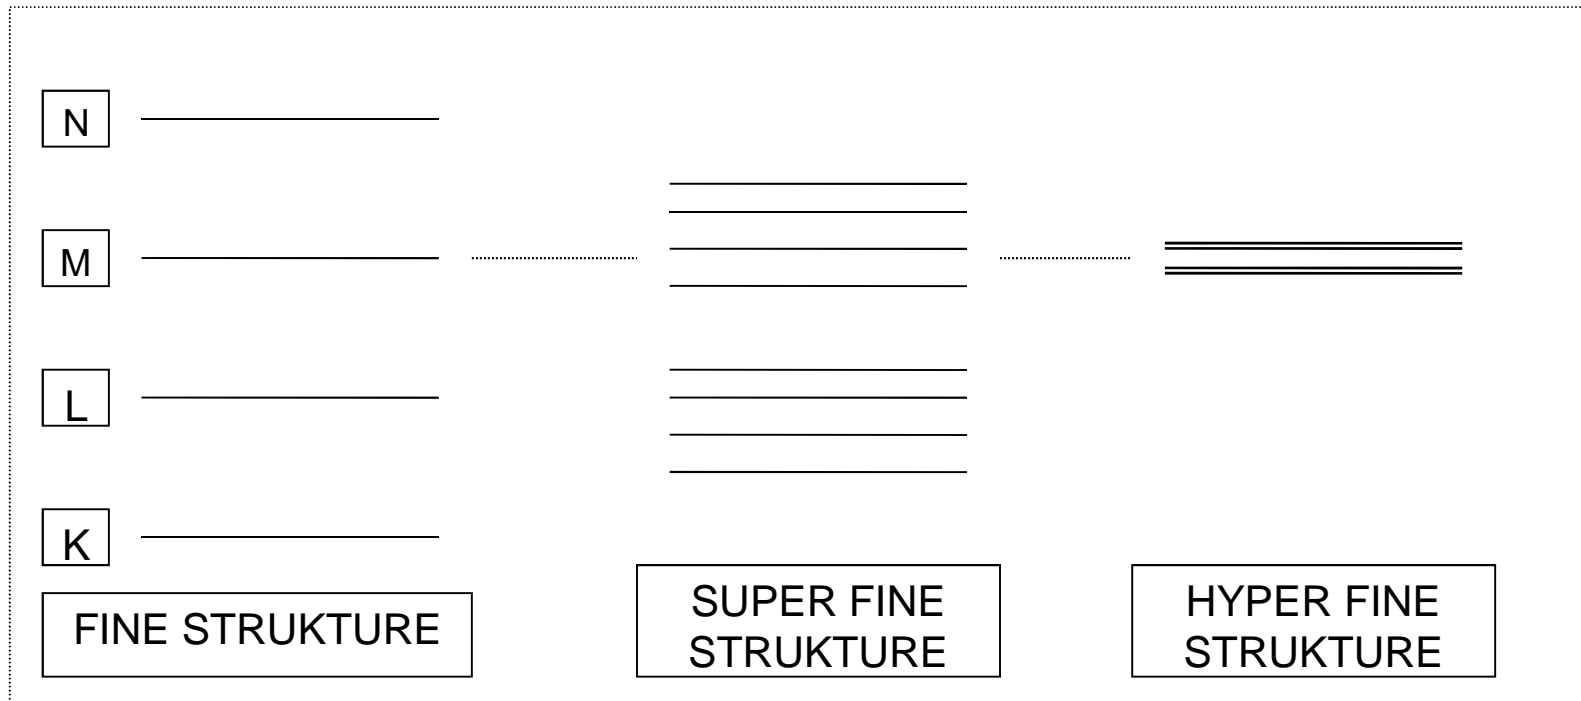 N
M
L
K
FINE STRUKTURE
SUPER FINE
STRUKTURE
HYPER FINE
STRUKTURE